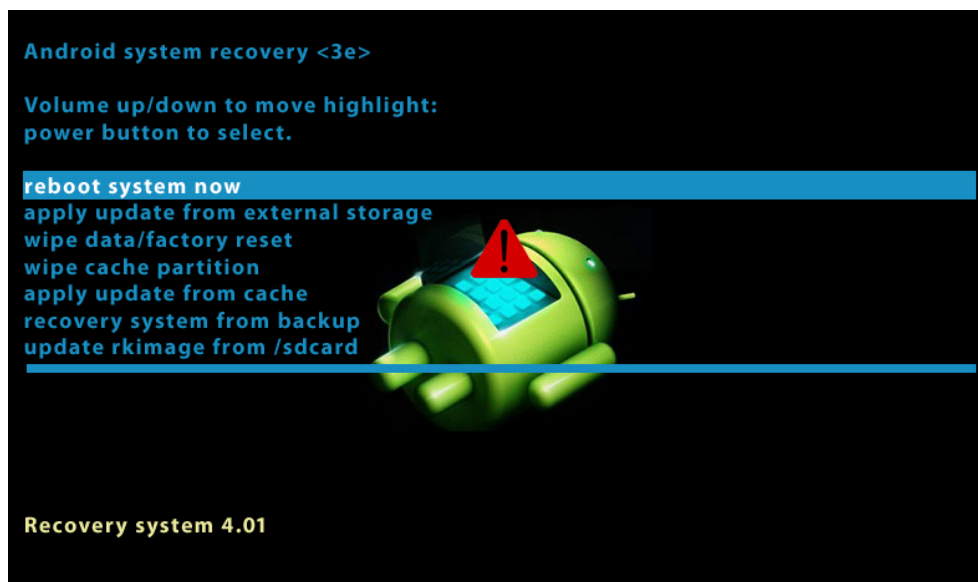 Android system recovery <3e>
Volume up/down to move highlight:
power button to select.
reboot system now
apply update from external storage
wipe data/factory reset
wipe cache partition
apply update from cache
recovery system from backup
update rkimage from /sdcard
Recovery system 4.01